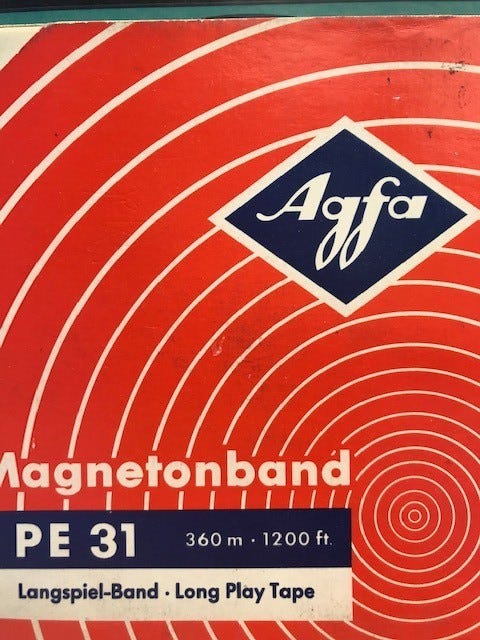 Agfa
Magnetonband
PE 31 360 m · 1200 ft.
Langspiel-Band · Long Play Tape